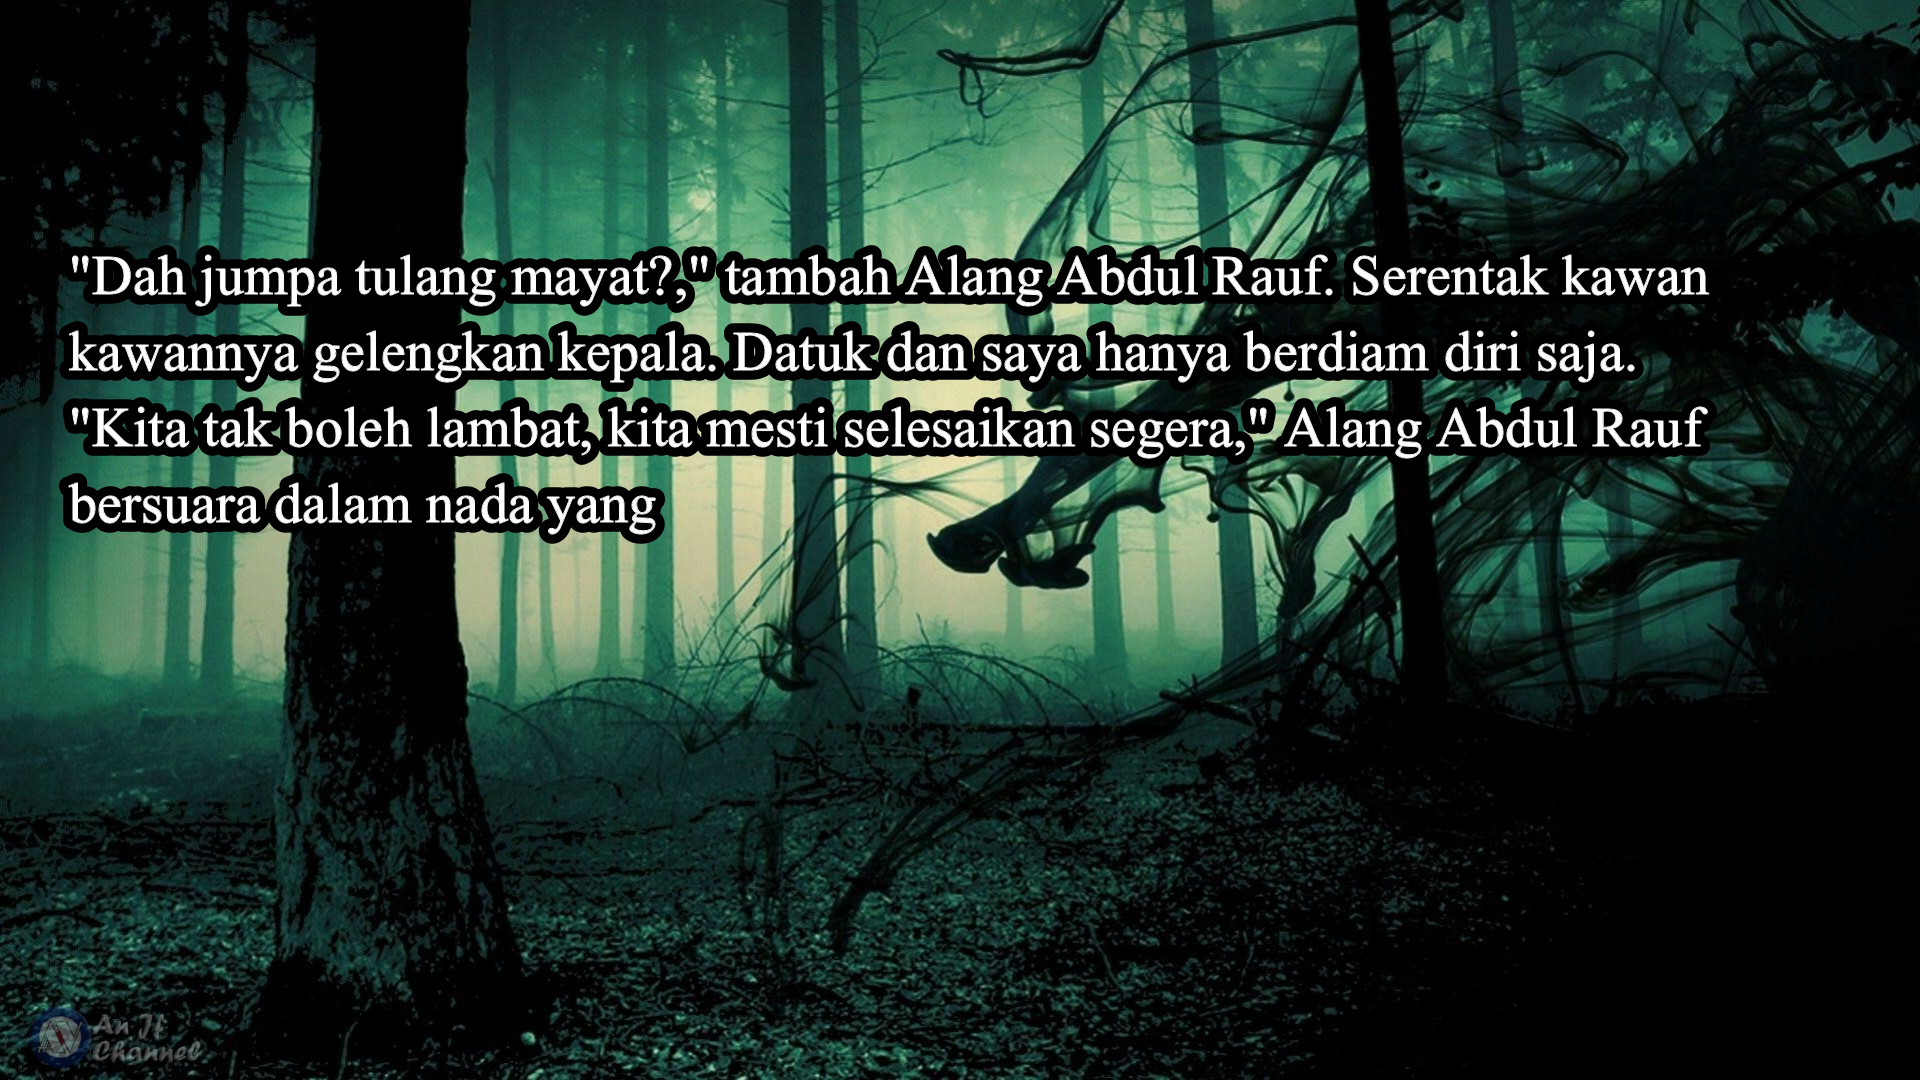 "Dah jumpa tulang mayat?," tambah Alang Abdul Rauf. Serentak kawan
kawannya gelengkan kepala. Datuk dan saya hanya berdiam diri saja.
"Kita tak boleh lambat, kita mesti selesaikan segera," Alang Abdul Rauf
bersuara dalam nada yang
An Jf
Channel